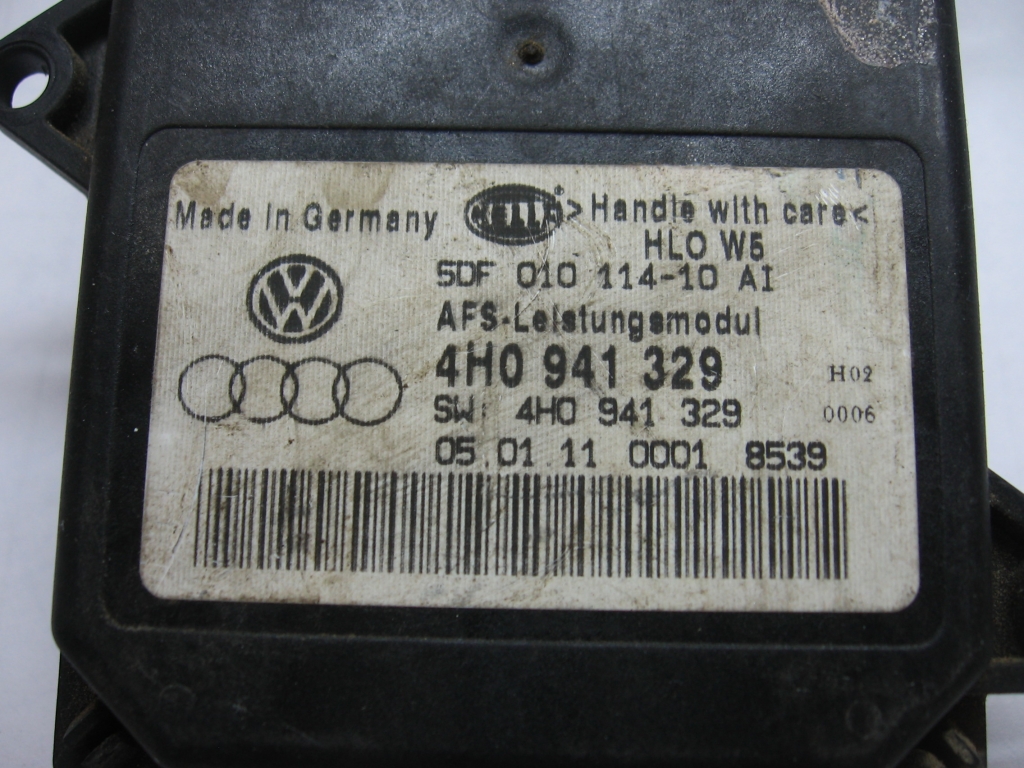 Made in Germany HELLA ® >Handle with care<
HLO W5
5DF 010 114-10 AI
AFS-Leistungsmodul
4H0 941 329 H02
SW: 4H0 941 329 0006
05.01.11 0001 8539